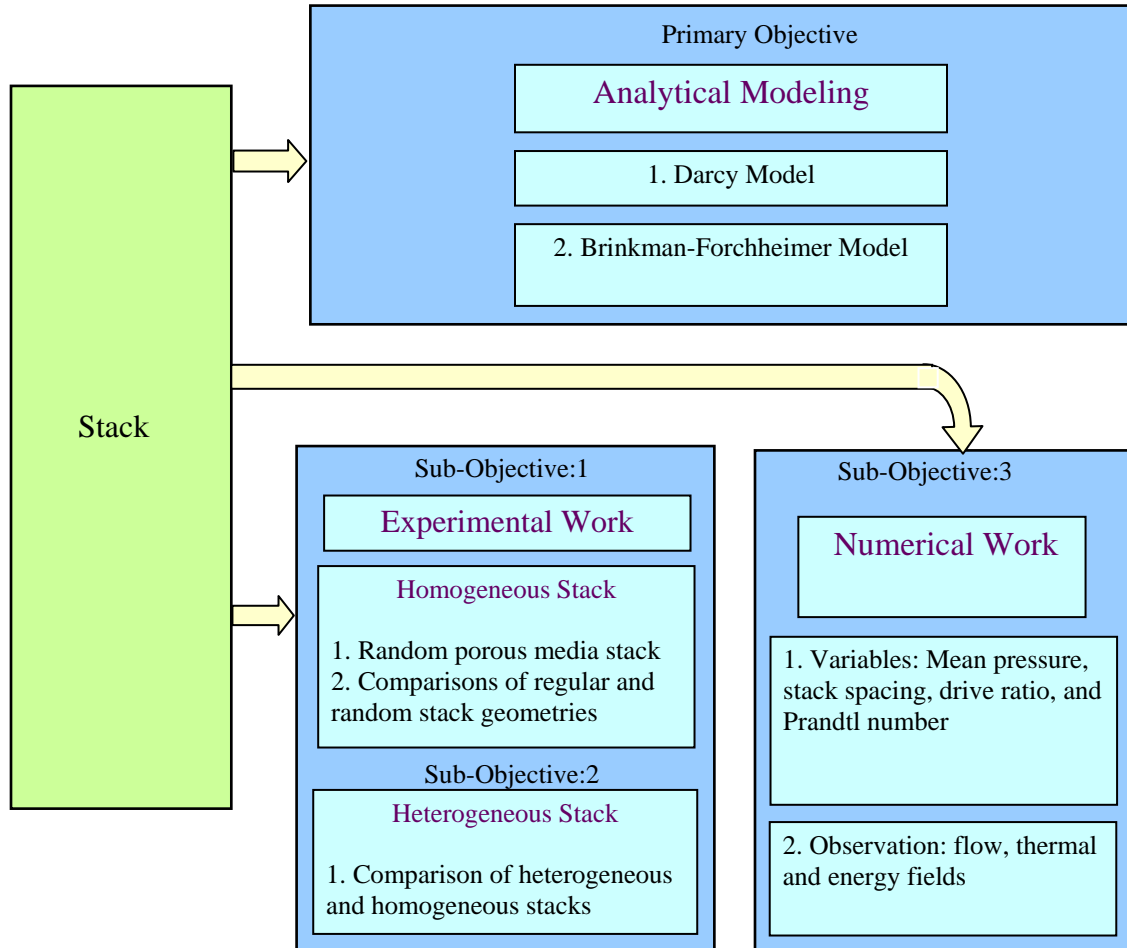 Primary Objective
Analytical Modeling
1. Darcy Model
2. Brinkman-Forchheimer Model
Stack
Sub-Objective:1
Experimental Work
Homogeneous Stack
1. Random porous media stack
2. Comparisons of regular and
random stack geometries
Sub-Objective:2
Heterogeneous Stack
1. Comparison of heterogeneous
and homogeneous stacks
Sub-Objective:3
Numerical Work
1. Variables: Mean pressure,
stack spacing, drive ratio, and
Prandtl number
2. Observation: flow, thermal
and energy fields